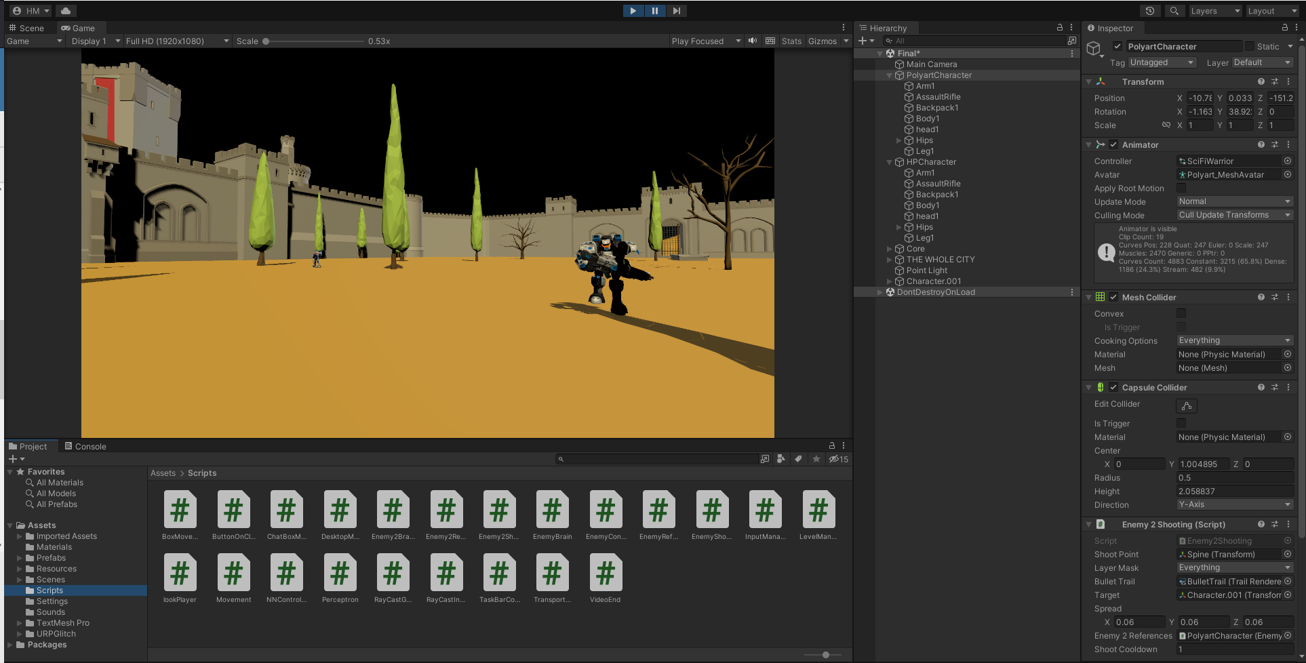 HM
Layers
Layout
Scene
Game
Game
Display 1
Full HD (1920x1080)
Scale
0.53x
Play Focused
Stats
Gizmos
Hierarchy
All
Final*
Main Camera
PolyartCharacter
Arm1
AssaultRifle
Backpack1
Body1
head1
Hips
Leg1
HPCharacter
Arm1
AssaultRifle
Backpack1
Body1
head1
Hips
Leg1
Core
THE WHOLE CITY
Point Light
Character.001
DontDestroyOnLoad
Inspector
PolyartCharacter
Static
Tag Untagged Layer Default
Transform
Position X -10.78 Y 0.033 Z -151.2
Rotation X -1.163 Y 38.92 Z 0
Scale X 1 Y 1 Z 1
Animator
Controller SciFiWarrior
Avatar Polyart_MeshAvatar
Apply Root Motion
Update Mode Normal
Culling Mode Cull Update Transforms
Animator is visible
Clip Count: 19
Curves Pos: 228 Quat: 247 Euler: 0 Scale: 247
Muscles: 2470 Generic: 0 PPtr: 0
Curves Count: 4883 Constant: 3215 (65.8%) Dense:
1186 (24.3%) Stream: 482 (9.9%)
Mesh Collider
Convex
Is Trigger
Cooking Options Everything
Material None (Physic Material)
Mesh None (Mesh)
Capsule Collider
Edit Collider
Is Trigger
Material None (Physic Material)
Center
X 0 Y 1.004895 Z 0
Radius 0.5
Height 2.058837
Direction Y-Axis
Enemy 2 Shooting (Script)
Script Enemy2Shooting
Shoot Point Spine (Transform)
Layer Mask Everything
Bullet Trail BulletTrail (Trail Rendere
Target Character.001 (Transforn
Spread
X 0.06 Y 0.06 Z 0.06
Enemy 2 References PolyartCharacter (Enemy
Shoot Cooldown 1
Project
Console
15
Favorites
All Materials
All Models
All Prefabs
Assets
Imported Assets
Materials
Prefabs
Resources
Scenes
Scripts
Settings
Sounds
TextMesh Pro
URPGlitch
Packages
Assets > Scripts
BoxMove... ButtonOnCl... ChatBoxM... DesktopM... Enemy2Bra... Enemy2Re... Enemy2Sh... EnemyBrain EnemyCon... EnemyRef... EnemySho... InputMana... LevelMan...
lookPlayer Movement NNControl... Perceptron RayCastG... RayCastIn... TaskBarCo... Transport... VideoEnd